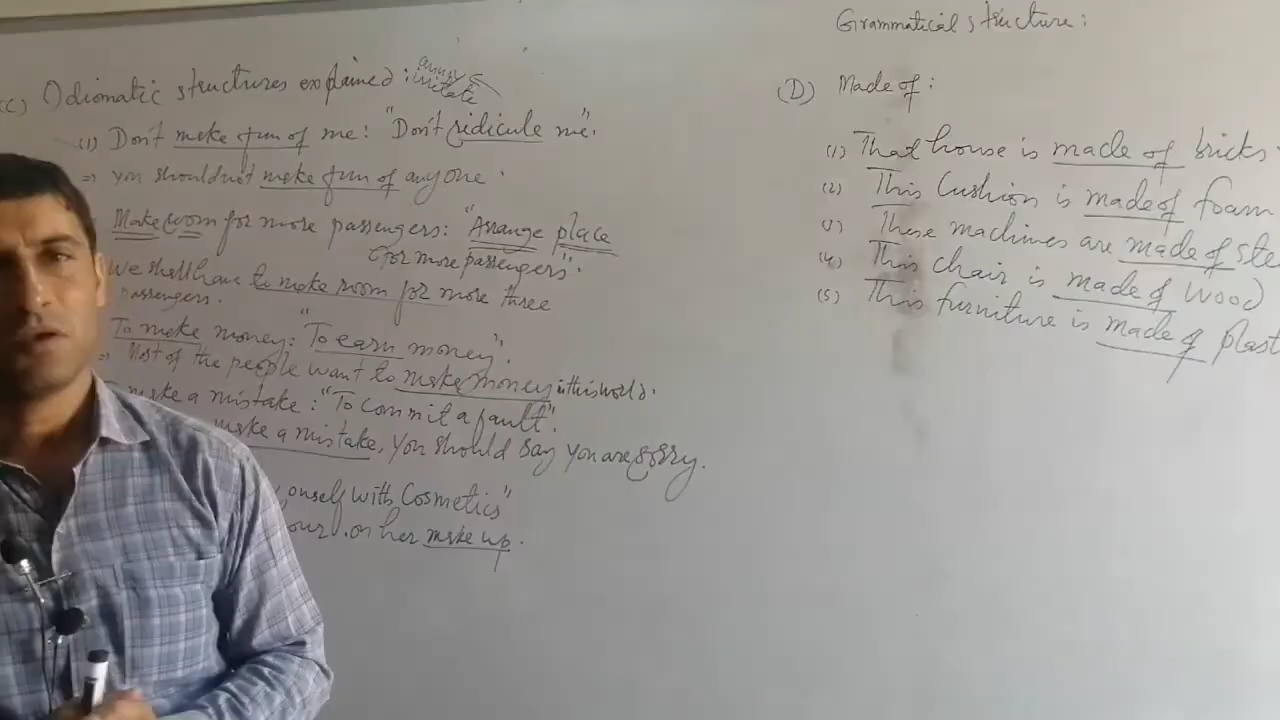 (C) Idiomatic structures explained :
imitate
(1) Don't make fun of me : "Don't ridicule me".
⇒ you should not make fun of anyone .
Make room for more passengers : "Arrange place
for more passengers".
We shall have to make room for more three
passengers.
To make money : "To earn money".
⇒ Most of the people want to make money in this world.
make a mistake : "To commit a fault".
make a mistake, you should say you are sorry.
oneself with Cosmetics"
on her make up .
Grammatical structure :
(D) Made of :
(1) That house is made of bricks .
(2) This Cushion is made of foam
(3) These machines are made of
(4) This chair is made of wood
(5) This furniture is made of